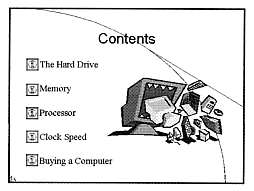 Contents
The Hard Drive
Memory
Processor
Clock Speed
Buying a Computer